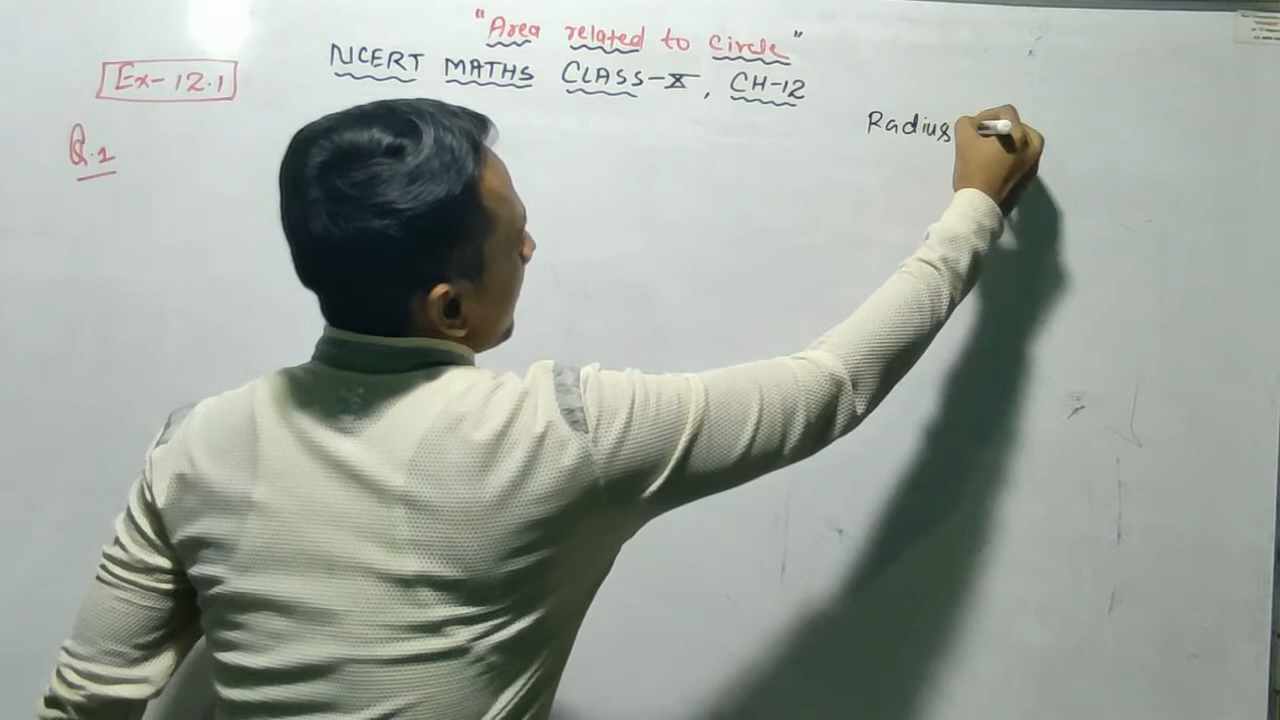 "Area related to Circle"
NCERT MATHS CLASS-X, CH-12
Ex-12.1
Radius
Q.1